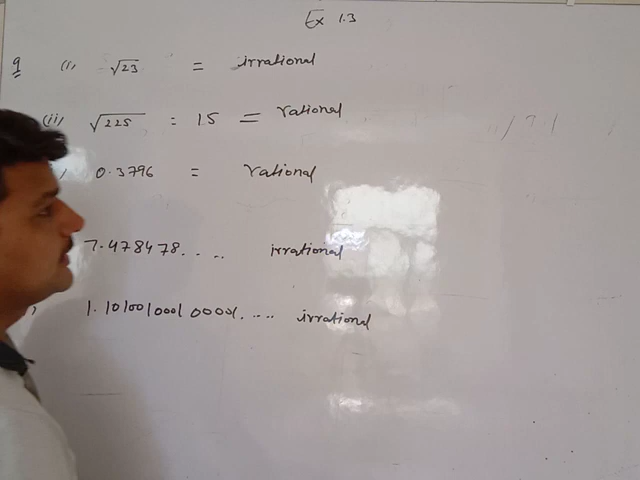 Ex 1.3
9 (i) √23 = irrational
(ii) √225 = 15 = rational
0.3796 = rational
7.478478..... irrational
1.101001000100001..... irrational